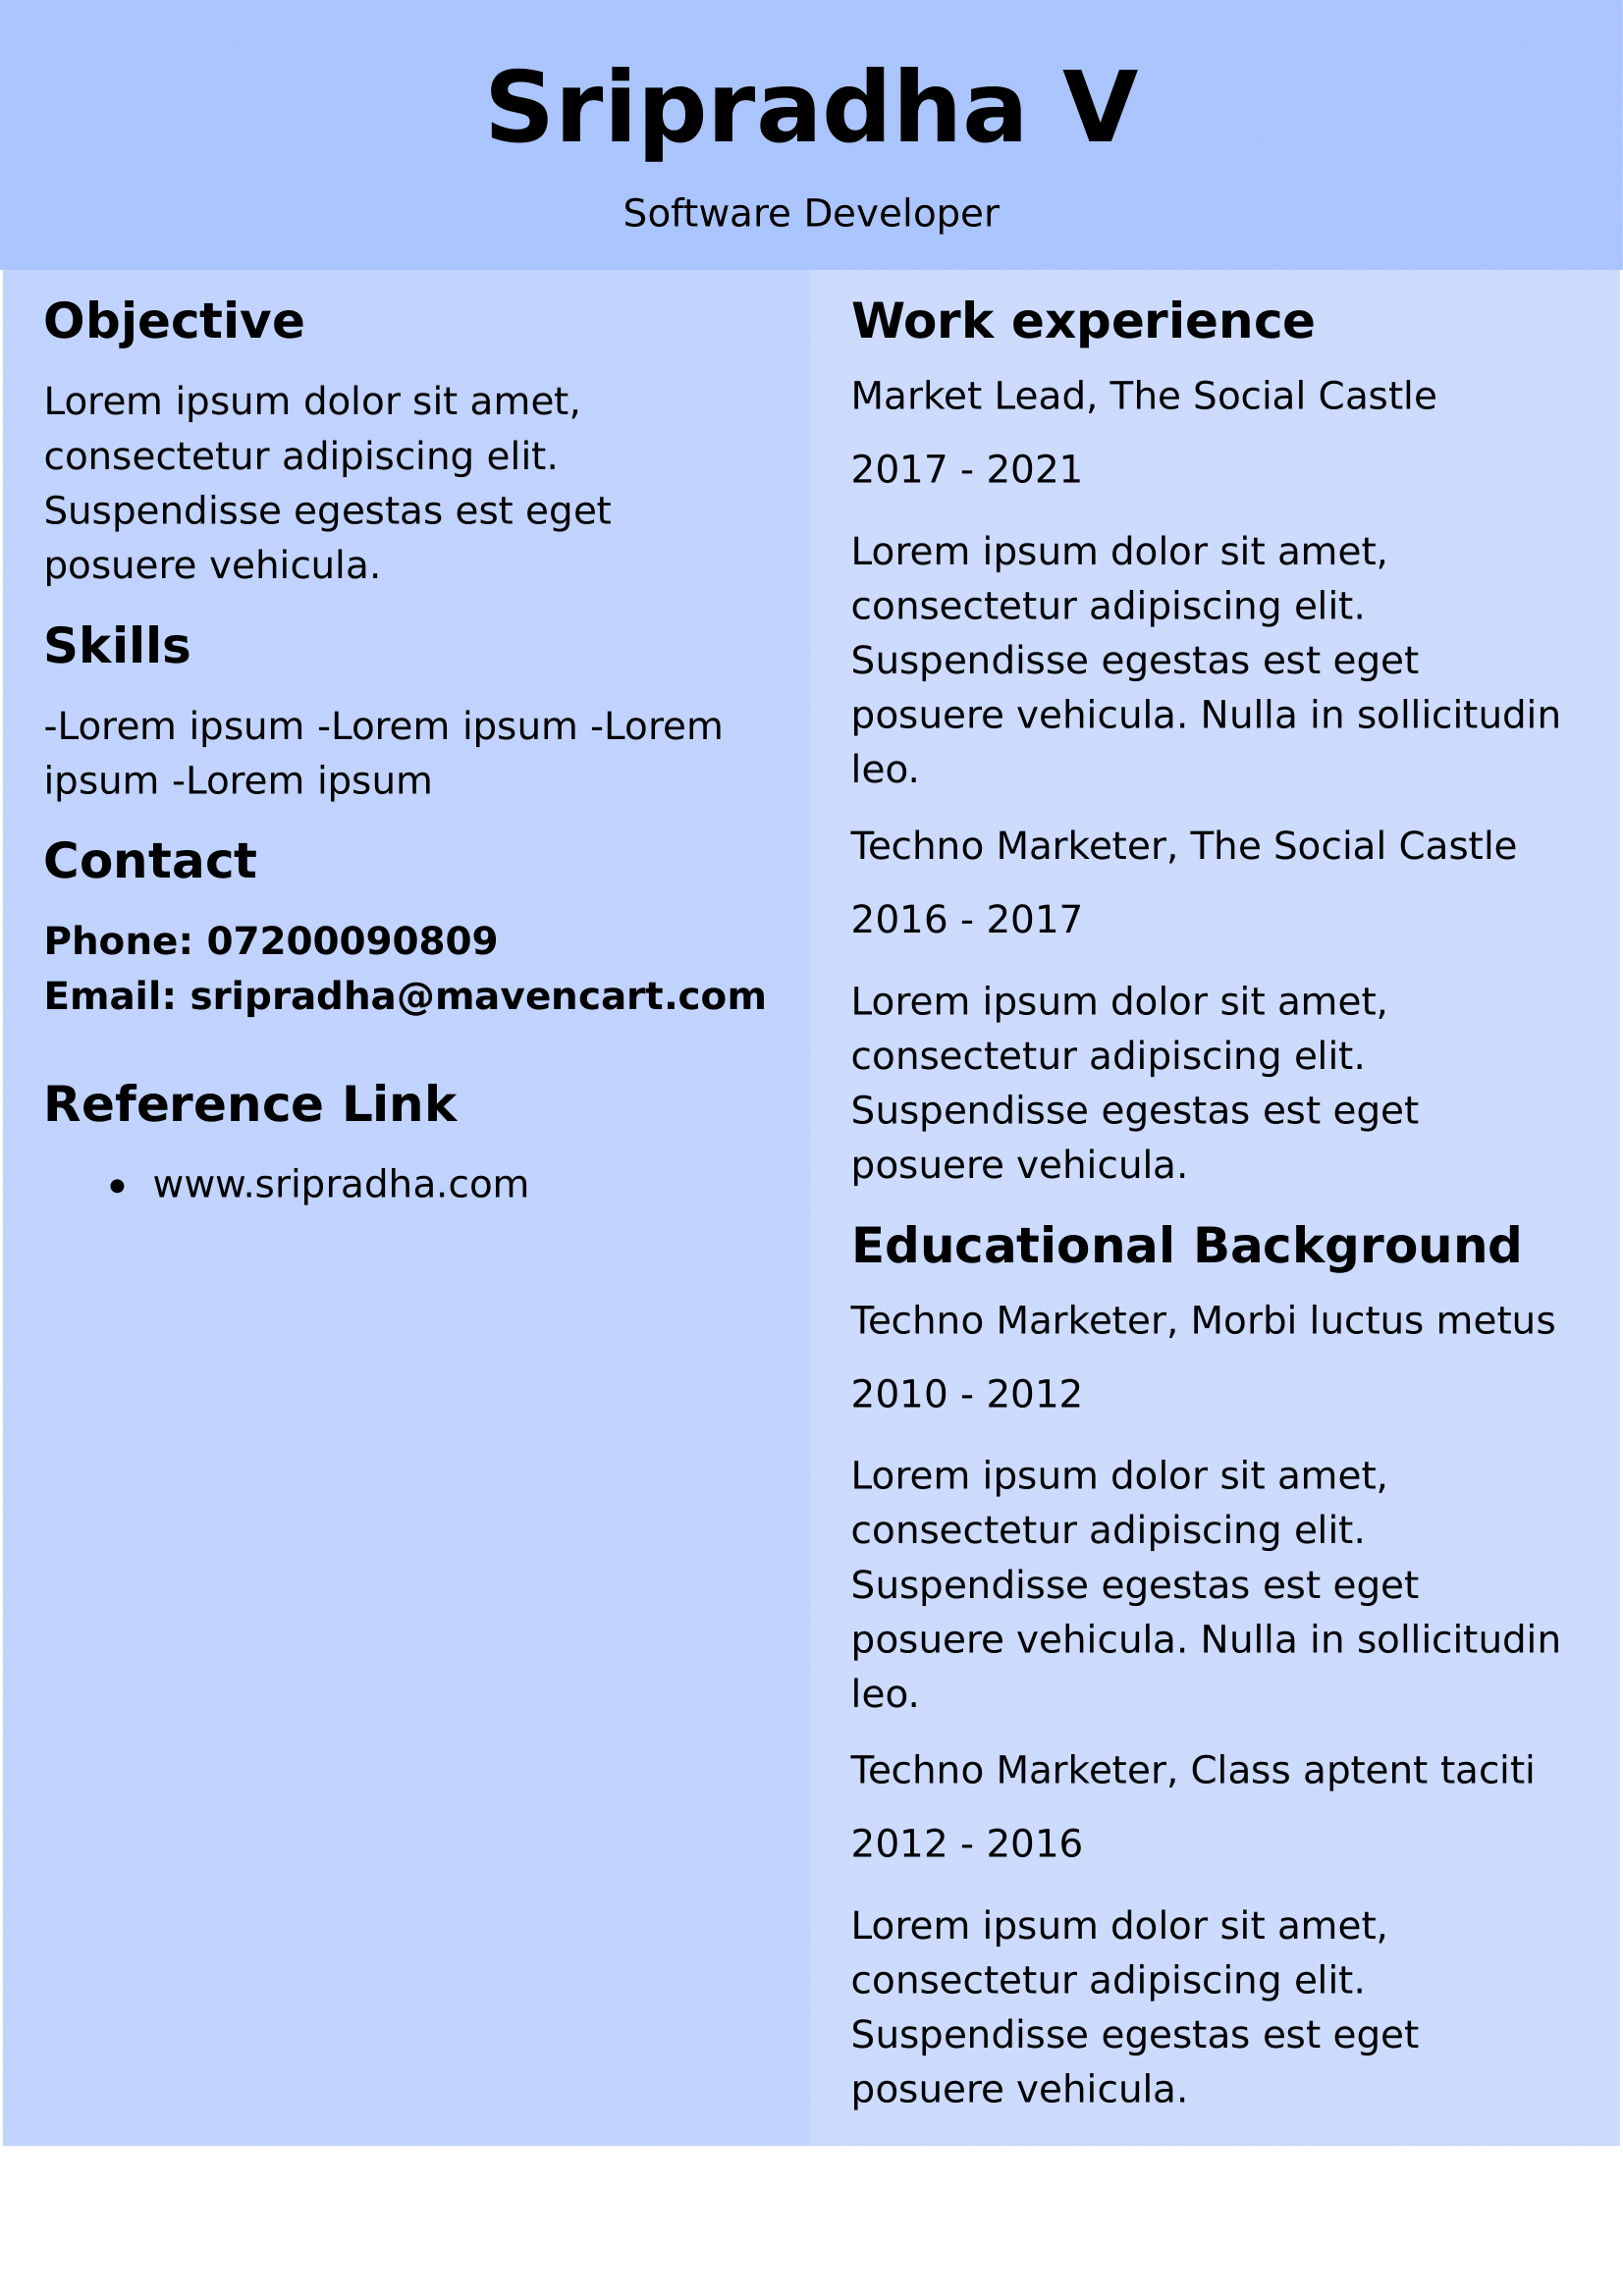 Sripradha V
Software Developer
Objective
Lorem ipsum dolor sit amet,
consectetur adipiscing elit.
Suspendisse egestas est eget
posuere vehicula.
Skills
-Lorem ipsum -Lorem ipsum -Lorem
ipsum -Lorem ipsum
Contact
Phone: 07200090809
Email: sripradha@mavencart.com
Reference Link
• www.sripradha.com
Work experience
Market Lead, The Social Castle
2017 - 2021
Lorem ipsum dolor sit amet,
consectetur adipiscing elit.
Suspendisse egestas est eget
posuere vehicula. Nulla in sollicitudin
leo.
Techno Marketer, The Social Castle
2016 - 2017
Lorem ipsum dolor sit amet,
consectetur adipiscing elit.
Suspendisse egestas est eget
posuere vehicula.
Educational Background
Techno Marketer, Morbi luctus metus
2010 - 2012
Lorem ipsum dolor sit amet,
consectetur adipiscing elit.
Suspendisse egestas est eget
posuere vehicula. Nulla in sollicitudin
leo.
Techno Marketer, Class aptent taciti
2012 - 2016
Lorem ipsum dolor sit amet,
consectetur adipiscing elit.
Suspendisse egestas est eget
posuere vehicula.